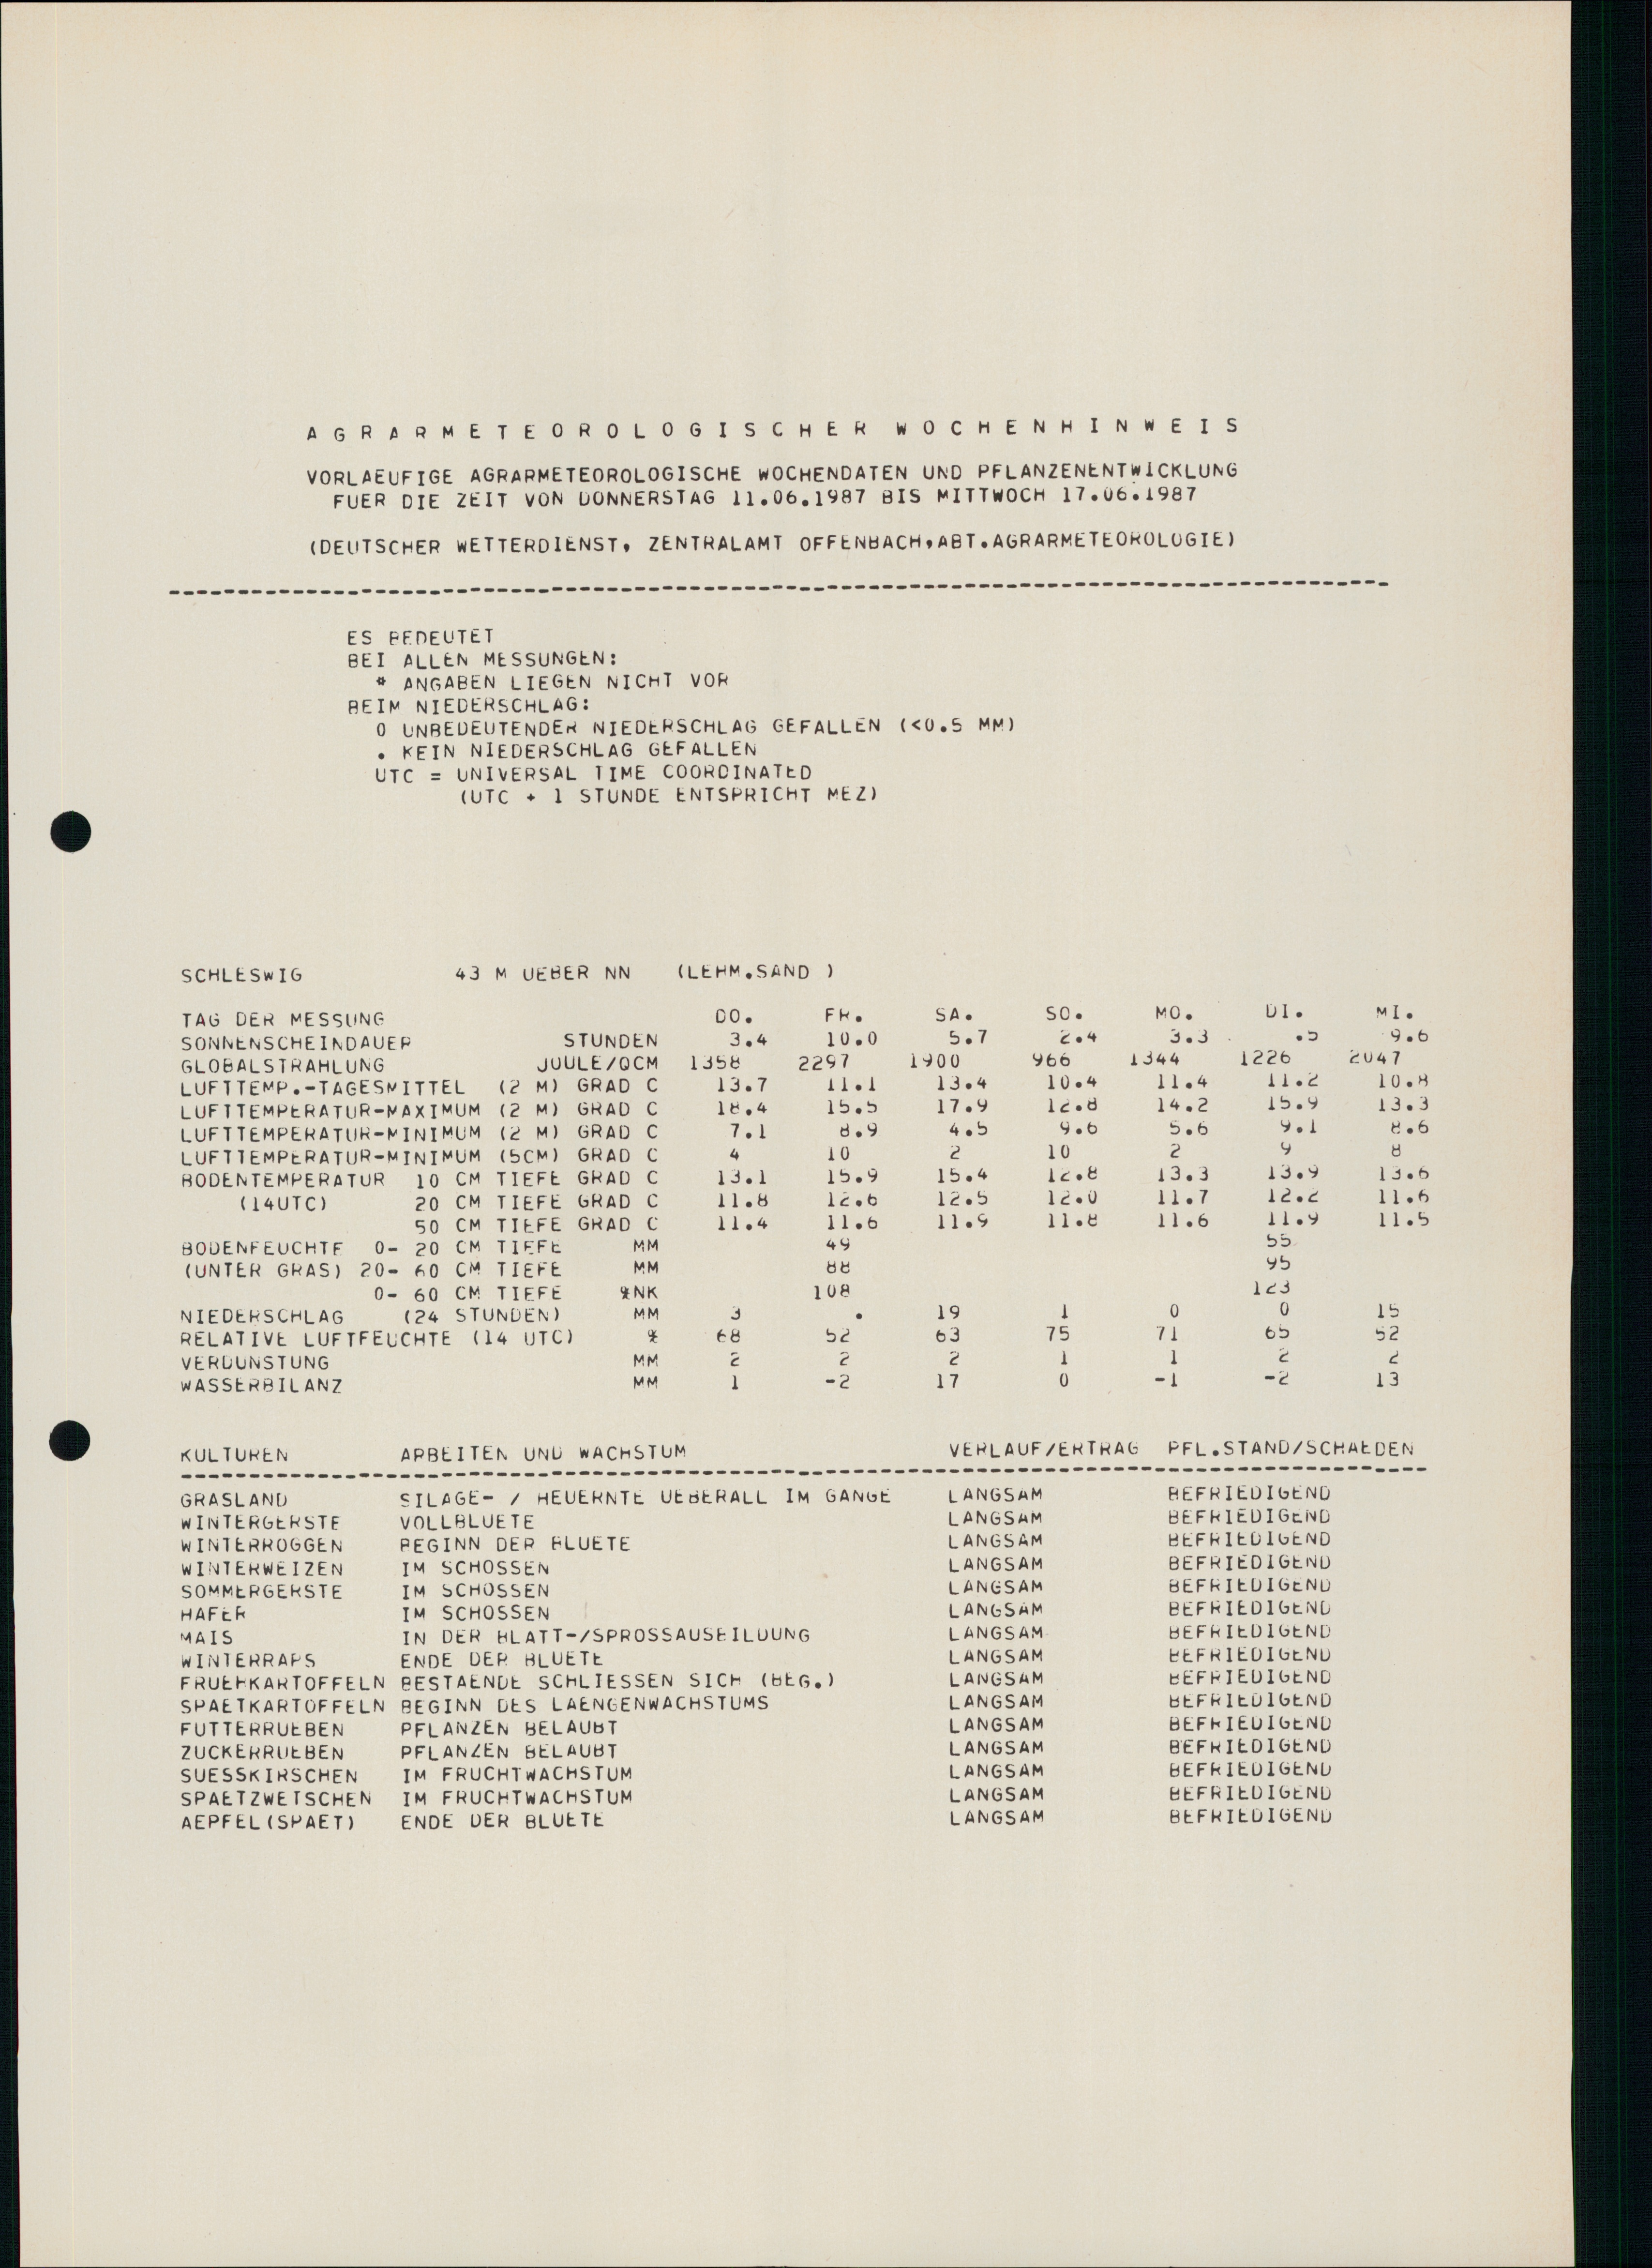 AGRARMETEOROLOGISCHER WOCHENHINWEIS
VORLAEUFIGE AGRARMETEOROLOGISCHE WOCHENDATEN UND PFLANZENENTWICKLUNG
FUER DIE ZEIT VON DONNERSTAG 11.06.1987 BIS MITTWOCH 17.06.1987
(DEUTSCHER WETTERDIENST, ZENTRALAMT OFFENBACH,ABT.AGRARMETEOROLOGIE)
ES BEDEUTET
BEI ALLEN MESSUNGEN:
* ANGABEN LIEGEN NICHT VOR
BEIM NIEDERSCHLAG:
0 UNBEDEUTENDER NIEDERSCHLAG GEFALLEN (<0.5 MM)
. KEIN NIEDERSCHLAG GEFALLEN
UTC = UNIVERSAL TIME COORDINATED
(UTC + 1 STUNDE ENTSPRICHT MEZ)
SCHLESWIG 43 M UEBER NN (LEHM.SAND )
TAG DER MESSUNG DO. FR. SA. SO. MO. DI. MI.
SONNENSCHEINDAUER STUNDEN 3.4 10.0 5.7 2.4 3.3 .5 9.6
GLOBALSTRAHLUNG JOULE/QCM 1358 2297 1900 966 1344 1226 2047
LUFTTEMP.-TAGESMITTEL (2 M) GRAD C 13.7 11.1 13.4 10.4 11.4 11.2 10.8
LUFTTEMPERATUR-MAXIMUM (2 M) GRAD C 18.4 15.5 17.9 12.8 14.2 15.9 13.3
LUFTTEMPERATUR-MINIMUM (2 M) GRAD C 7.1 8.9 4.5 9.6 5.6 9.1 8.6
LUFTTEMPERATUR-MINIMUM (5CM) GRAD C 4 10 2 10 2 9 8
BODENTEMPERATUR 10 CM TIEFE GRAD C 13.1 15.9 15.4 12.8 13.3 13.9 13.6
(14UTC) 20 CM TIEFE GRAD C 11.8 12.6 12.5 12.0 11.7 12.2 11.6
50 CM TIEFE GRAD C 11.4 11.6 11.9 11.8 11.6 11.9 11.5
BODENFEUCHTE 0- 20 CM TIEFE MM 49 55
(UNTER GRAS) 20- 60 CM TIEFE MM 88 95
0- 60 CM TIEFE %NK 108 123
NIEDERSCHLAG (24 STUNDEN) MM 3 . 19 1 0 0 15
RELATIVE LUFTFEUCHTE (14 UTC) % 68 52 63 75 71 65 52
VERDUNSTUNG MM 2 2 2 1 1 2 2
WASSERBILANZ MM 1 -2 17 0 -1 -2 13
KULTUREN ARBEITEN UND WACHSTUM VERLAUF/ERTRAG PFL.STAND/SCHAEDEN
GRASLAND SILAGE- / HEUERNTE UEBERALL IM GANGE LANGSAM BEFRIEDIGEND
WINTERGERSTE VOLLBLUETE LANGSAM BEFRIEDIGEND
WINTERROGGEN BEGINN DER BLUETE LANGSAM BEFRIEDIGEND
WINTERWEIZEN IM SCHOSSEN LANGSAM BEFRIEDIGEND
SOMMERGERSTE IM SCHOSSEN LANGSAM BEFRIEDIGEND
HAFER IM SCHOSSEN LANGSAM BEFRIEDIGEND
MAIS IN DER BLATT-/SPROSSAUSBILDUNG LANGSAM BEFRIEDIGEND
WINTERRAPS ENDE DER BLUETE LANGSAM BEFRIEDIGEND
FRUEHKARTOFFELN BESTAENDE SCHLIESSEN SICH (BEG.) LANGSAM BEFRIEDIGEND
SPAETKARTOFFELN BEGINN DES LAENGENWACHSTUMS LANGSAM BEFRIEDIGEND
FUTTERRUEBEN PFLANZEN BELAUBT LANGSAM BEFRIEDIGEND
ZUCKERRUEBEN PFLANZEN BELAUBT LANGSAM BEFRIEDIGEND
SUESSKIRSCHEN IM FRUCHTWACHSTUM LANGSAM BEFRIEDIGEND
SPAETZWETSCHEN IM FRUCHTWACHSTUM LANGSAM BEFRIEDIGEND
AEPFEL(SPAET) ENDE DER BLUETE LANGSAM BEFRIEDIGEND